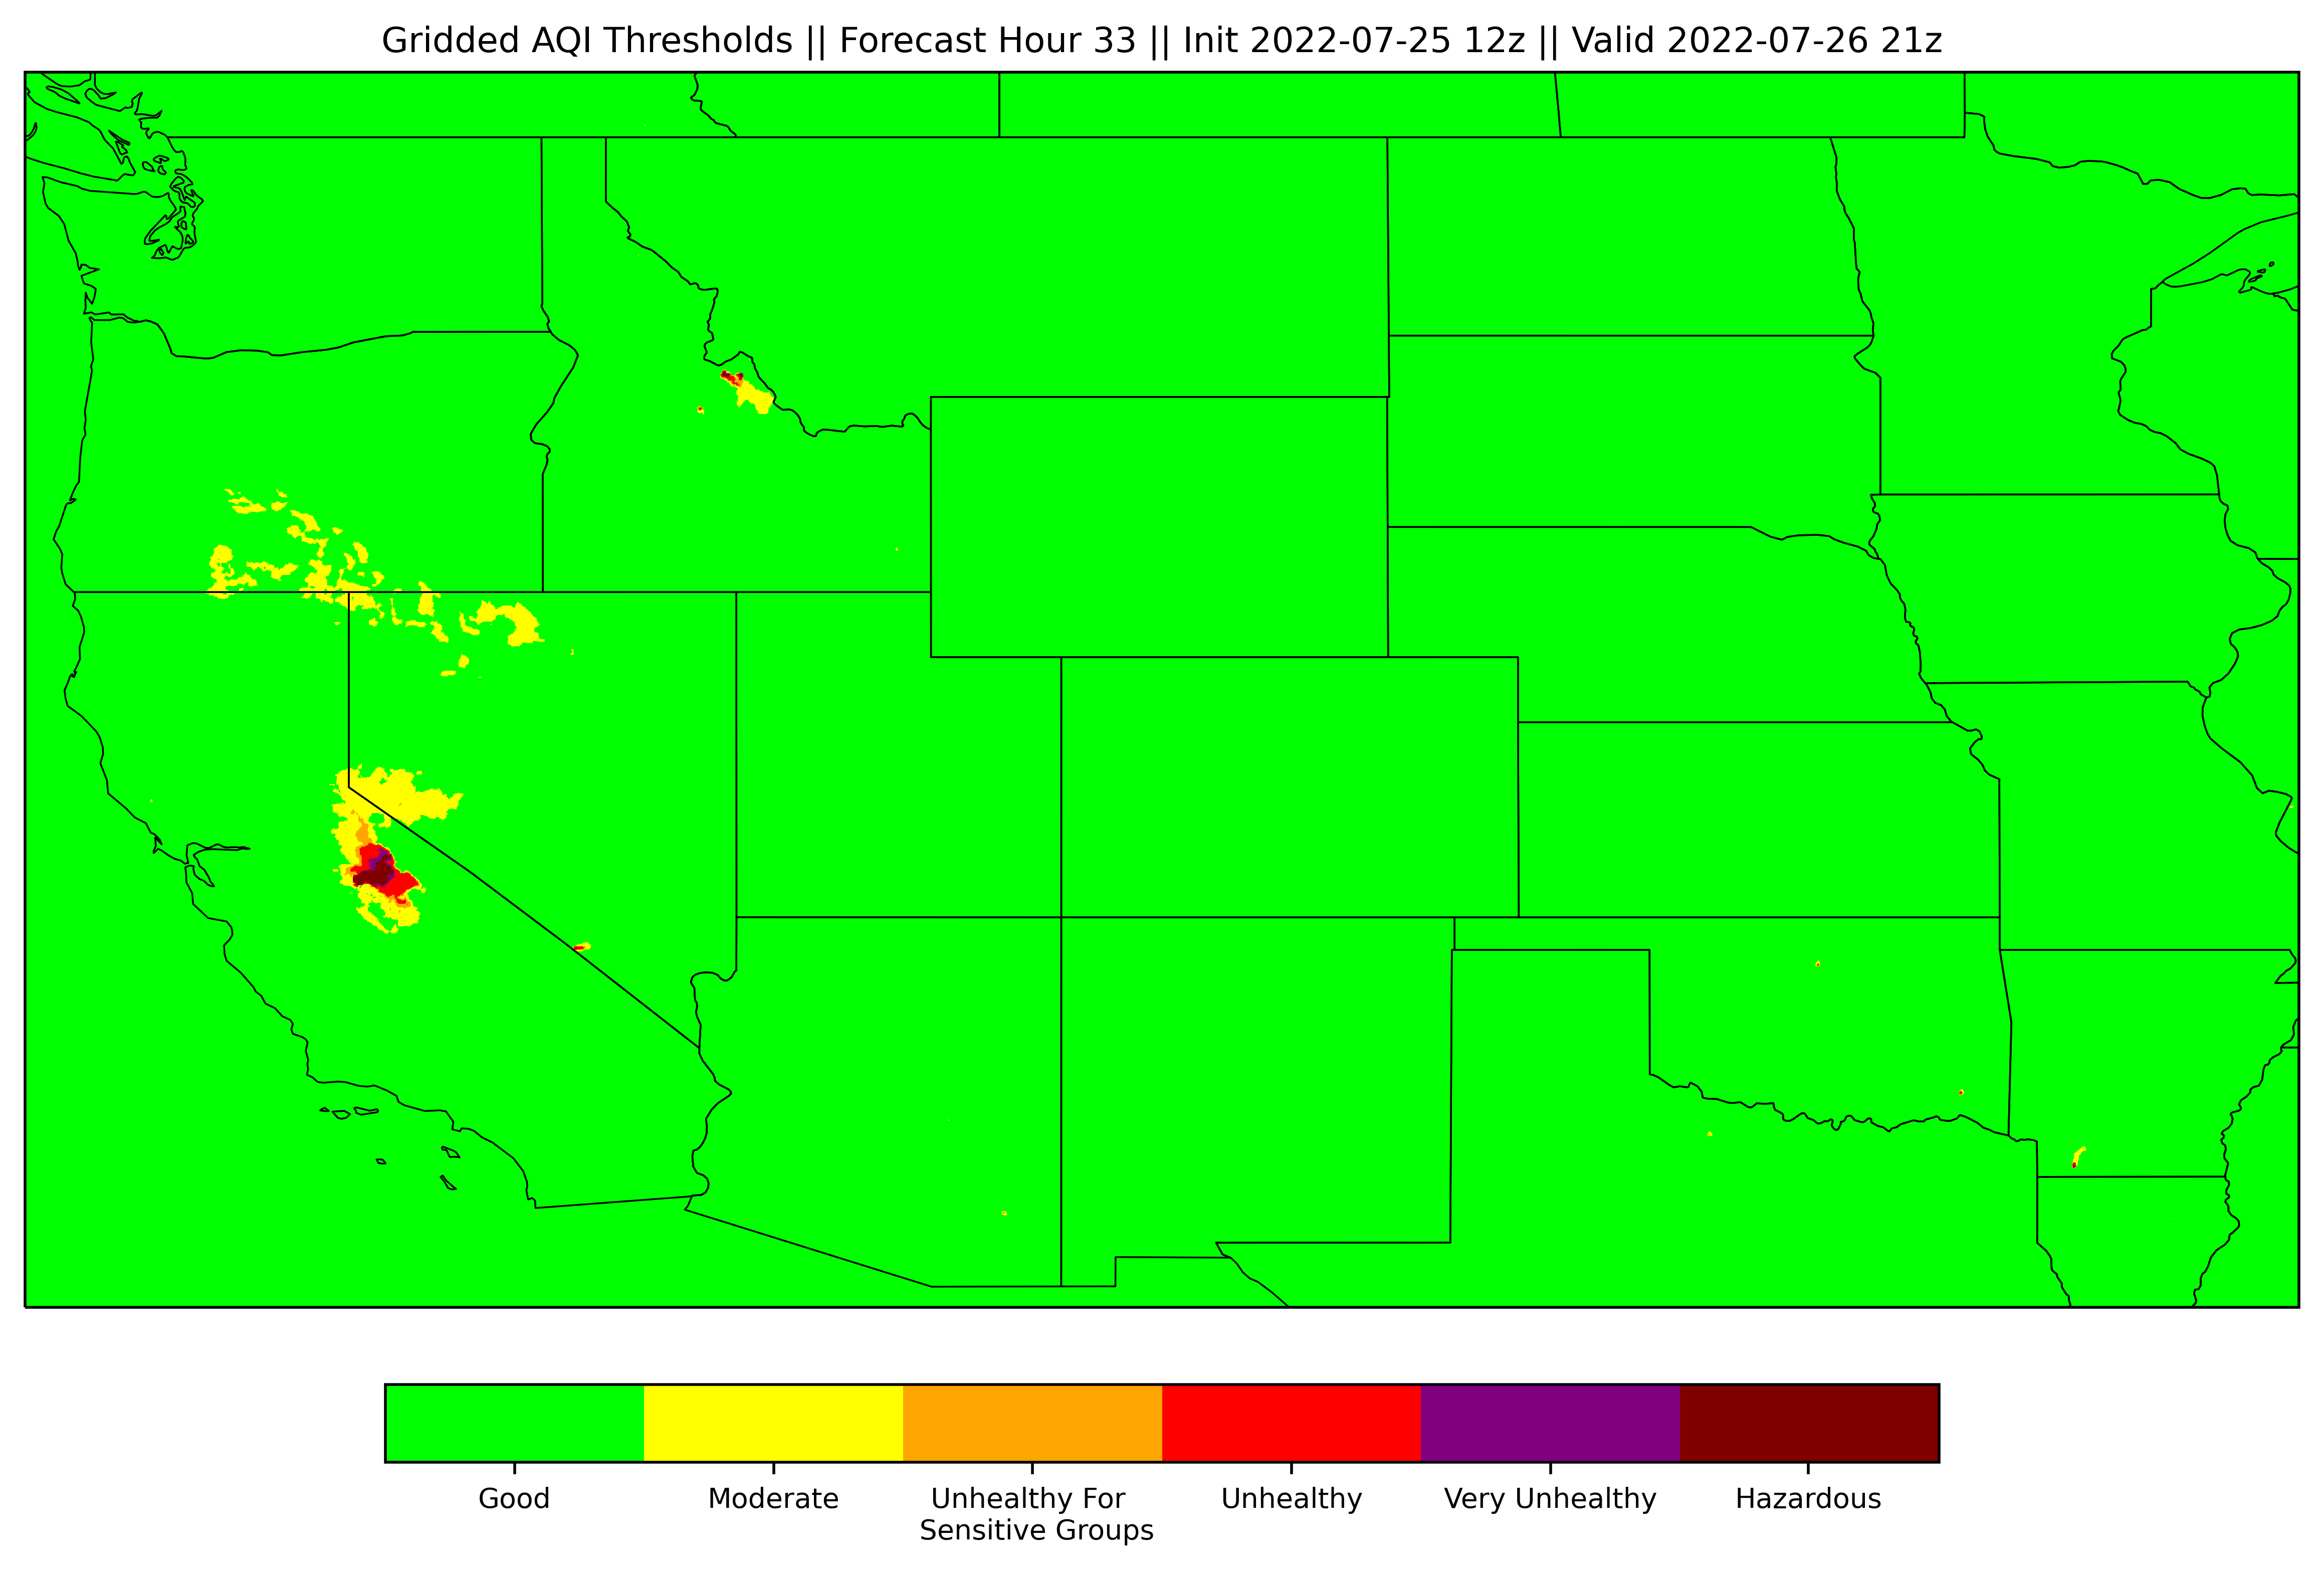 Gridded AQI Thresholds || Forecast Hour 33 || Init 2022-07-25 12z || Valid 2022-07-26 21z
Good
Moderate
Unhealthy For
Sensitive Groups
Unhealthy
Very Unhealthy
Hazardous